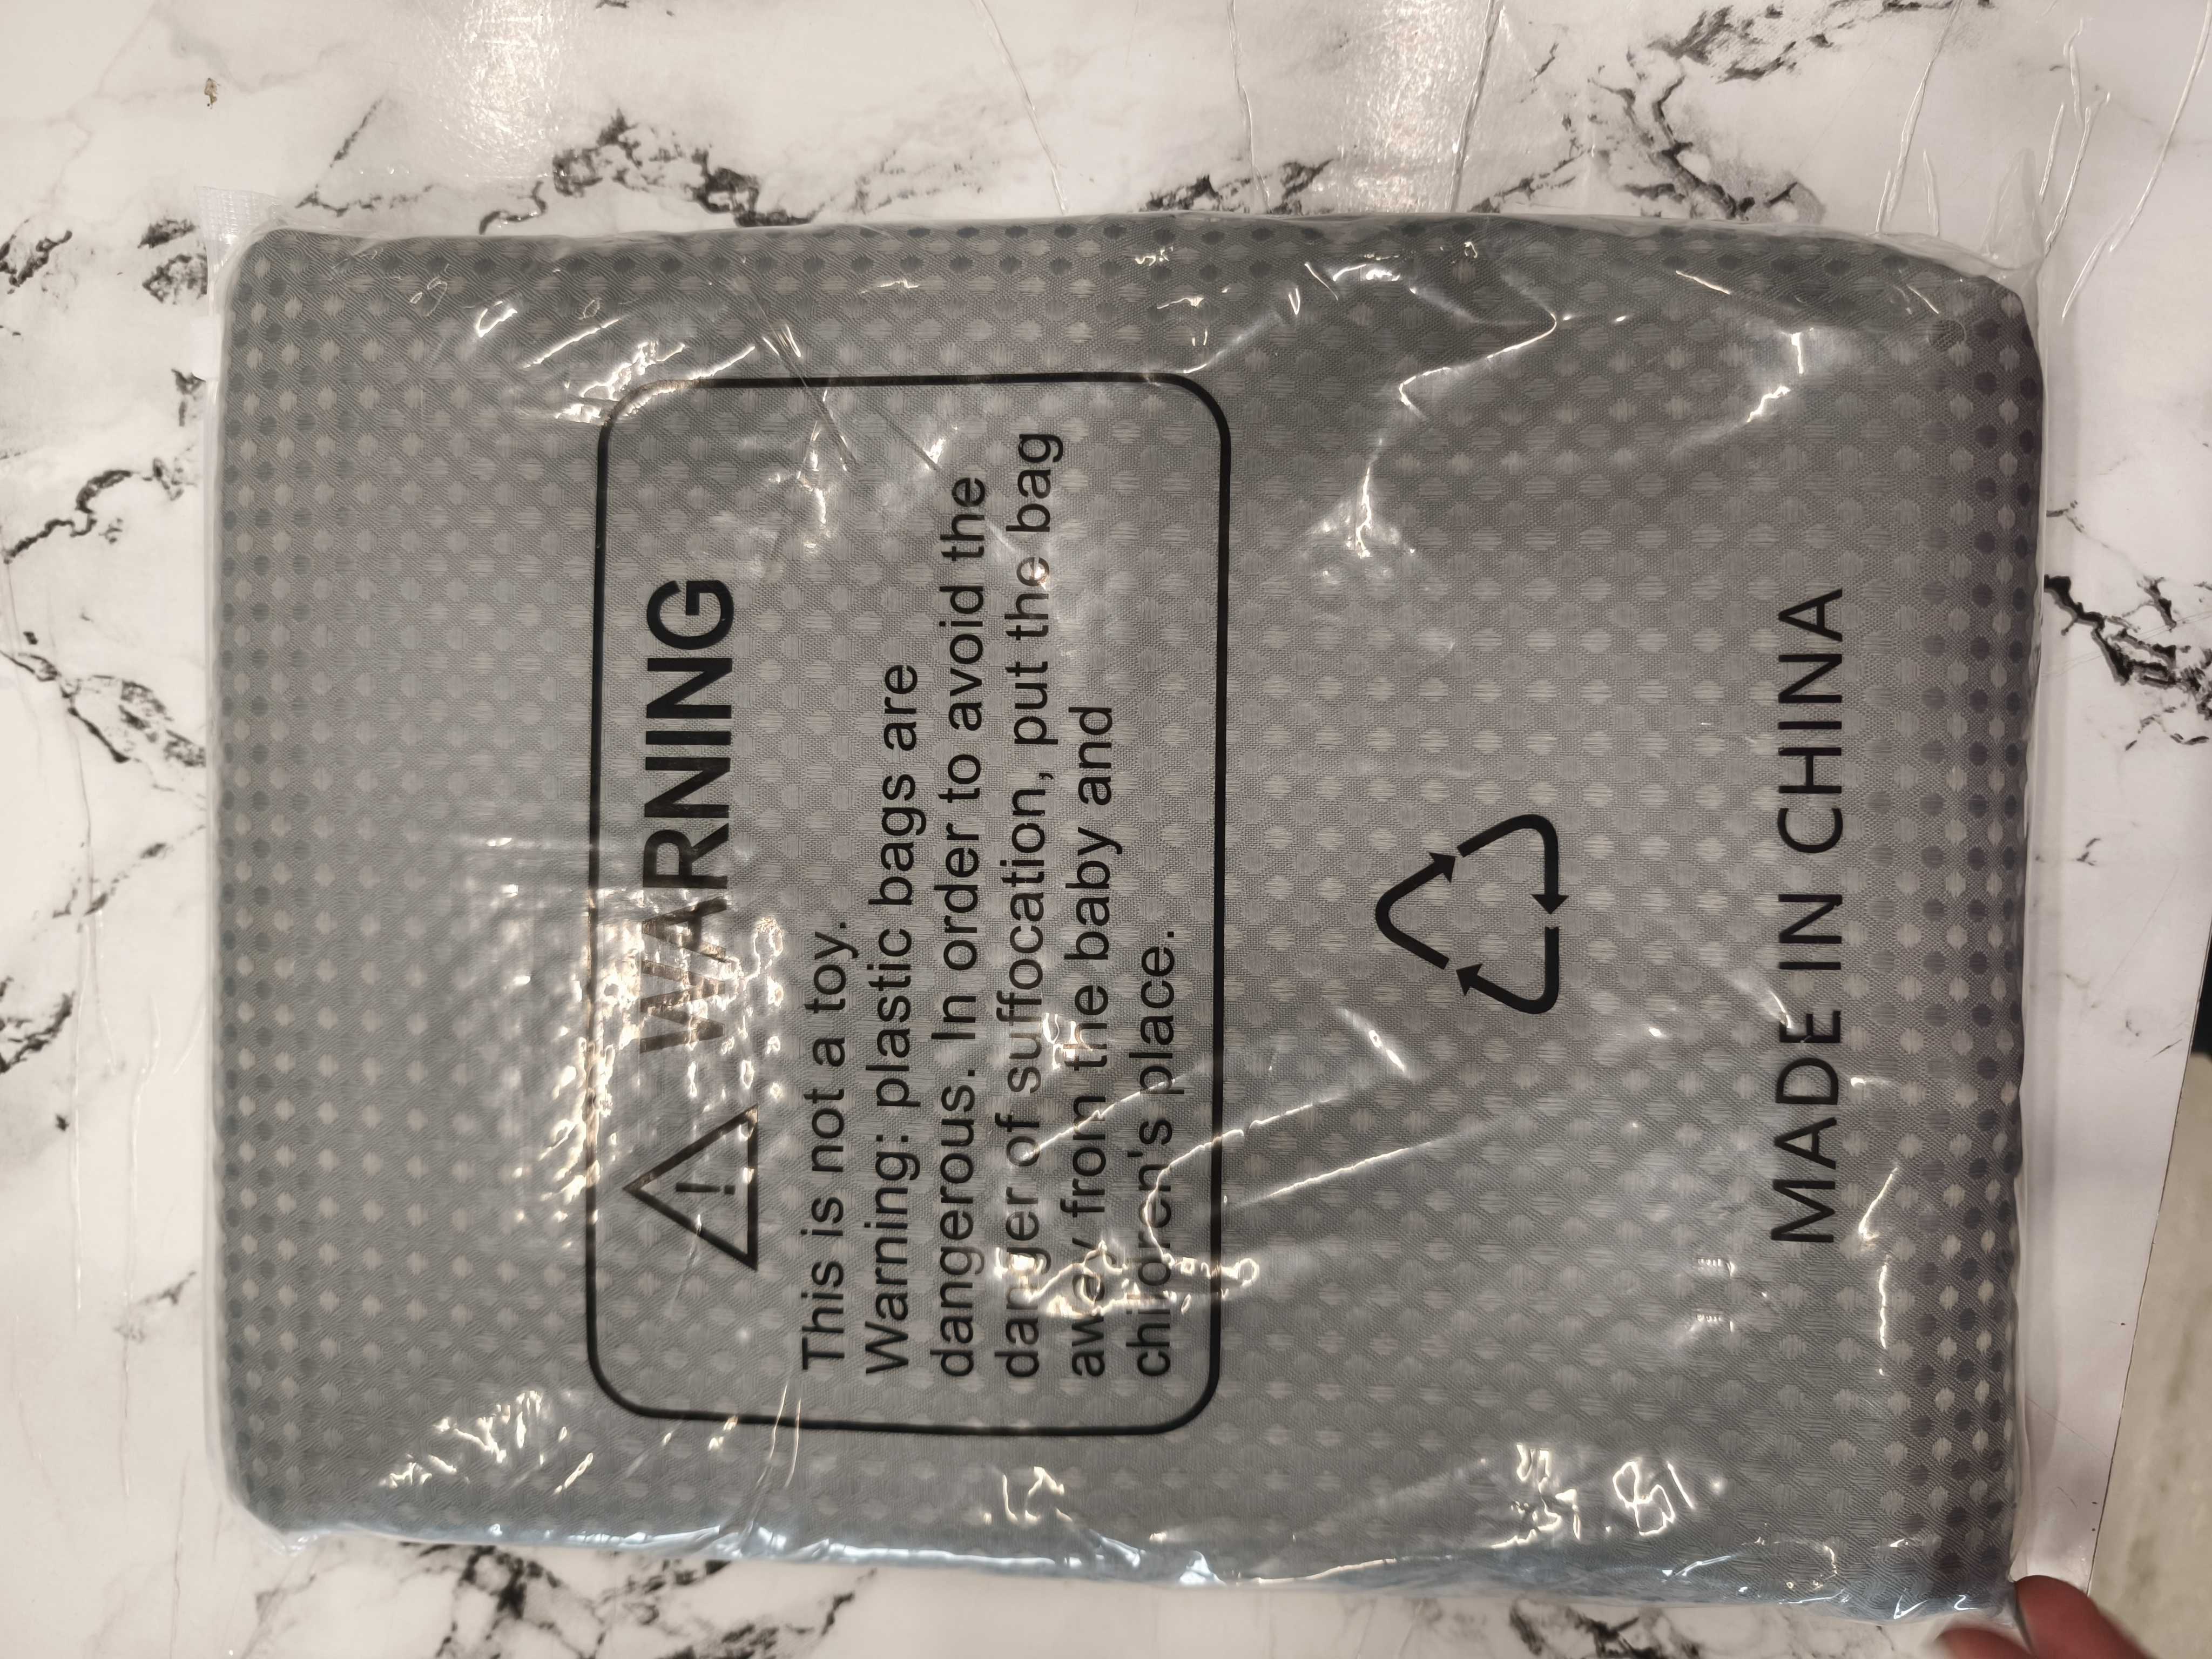 WARNING
This is not a toy.
Warning: plastic bags are
dangerous. In order to avoid the
danger of suffocation, put the bag
away from the baby and
children's place.
MADE IN CHINA